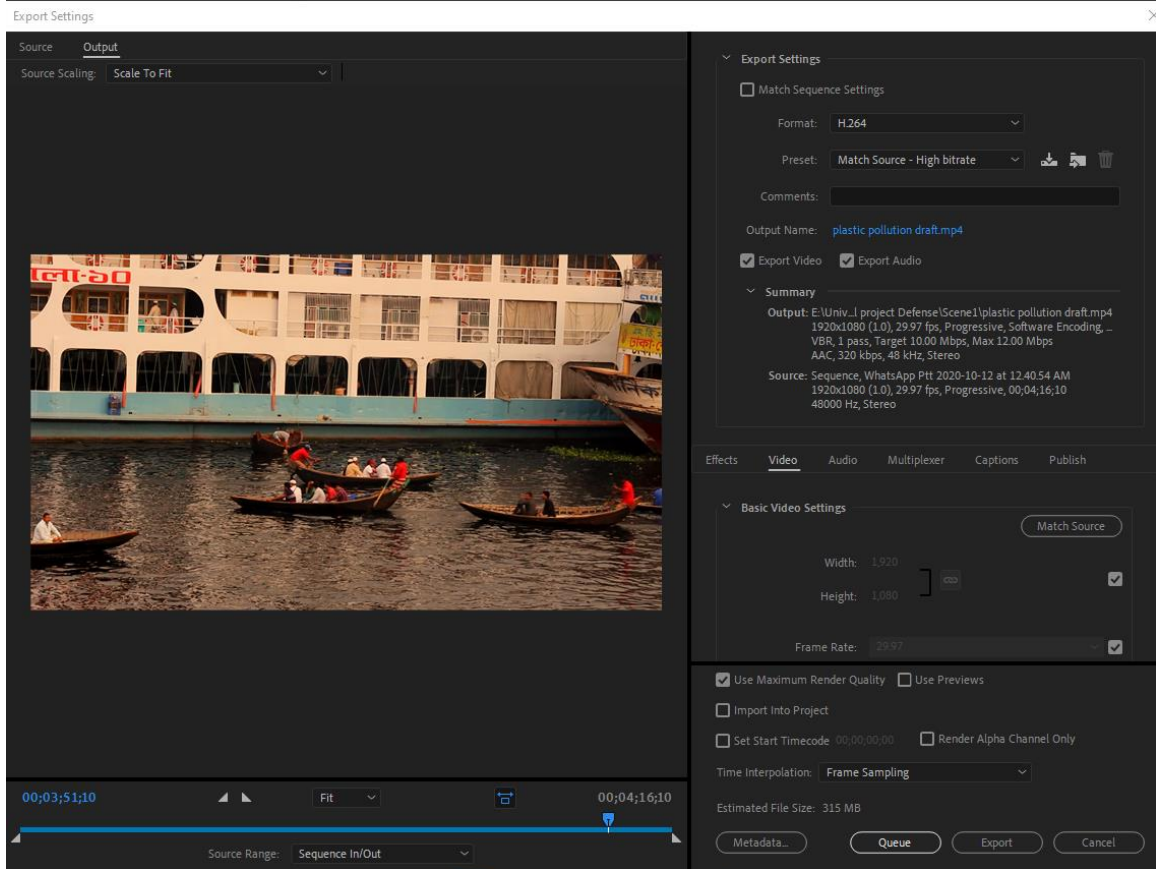 Export Settings
Source Output
Source Scaling: Scale To Fit
লো-১০
Export Settings
Match Sequence Settings
Format: H.264
Preset: Match Source - High bitrate
Comments:
Output Name: plastic pollution draft.mp4
Export Video Export Audio
Summary
Output: E:\Univ...l project Defense\Scene1\plastic pollution draft.mp4
1920x1080 (1.0), 29.97 fps, Progressive, Software Encoding, ...
VBR, 1 pass, Target 10.00 Mbps, Max 12.00 Mbps
AAC, 320 kbps, 48 kHz, Stereo
Source: Sequence, WhatsApp Ptt 2020-10-12 at 12.40.54 AM
1920x1080 (1.0), 29.97 fps, Progressive, 00;04;16;10
48000 Hz, Stereo
Effects Video Audio Multiplexer Captions Publish
Basic Video Settings
Match Source
Width: 1,920
Height: 1,080
Frame Rate: 29.97
Use Maximum Render Quality Use Previews
Import Into Project
Set Start Timecode 00;00;00;00 Render Alpha Channel Only
Time Interpolation: Frame Sampling
Estimated File Size: 315 MB
Metadata... Queue Export Cancel
00;03;51;10 Fit 00;04;16;10
Source Range: Sequence In/Out